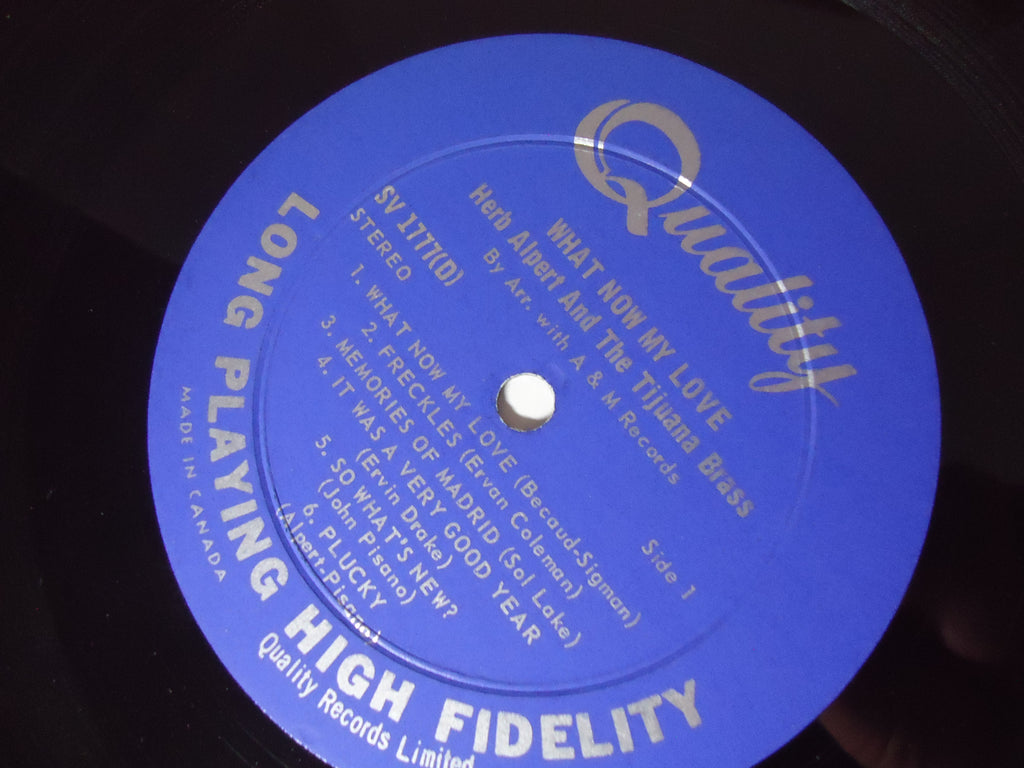 Quality
WHAT NOW MY LOVE
Herb Alpert And The Tijuana Brass
By Arr. with A & M Records
SV 1777(D)
STEREO
Side 1
1. WHAT NOW MY LOVE (Becaud-Sigman)
2. FRECKLES (Ervan Coleman)
3. MEMORIES OF MADRID (Sol Lake)
4. IT WAS A VERY GOOD YEAR
(Ervin Drake)
5. SO WHAT'S NEW?
(John Pisano)
6. PLUCKY
(Alpert-Pisano)
LONG PLAYING HIGH FIDELITY
MADE IN CANADA
Quality Records Limited